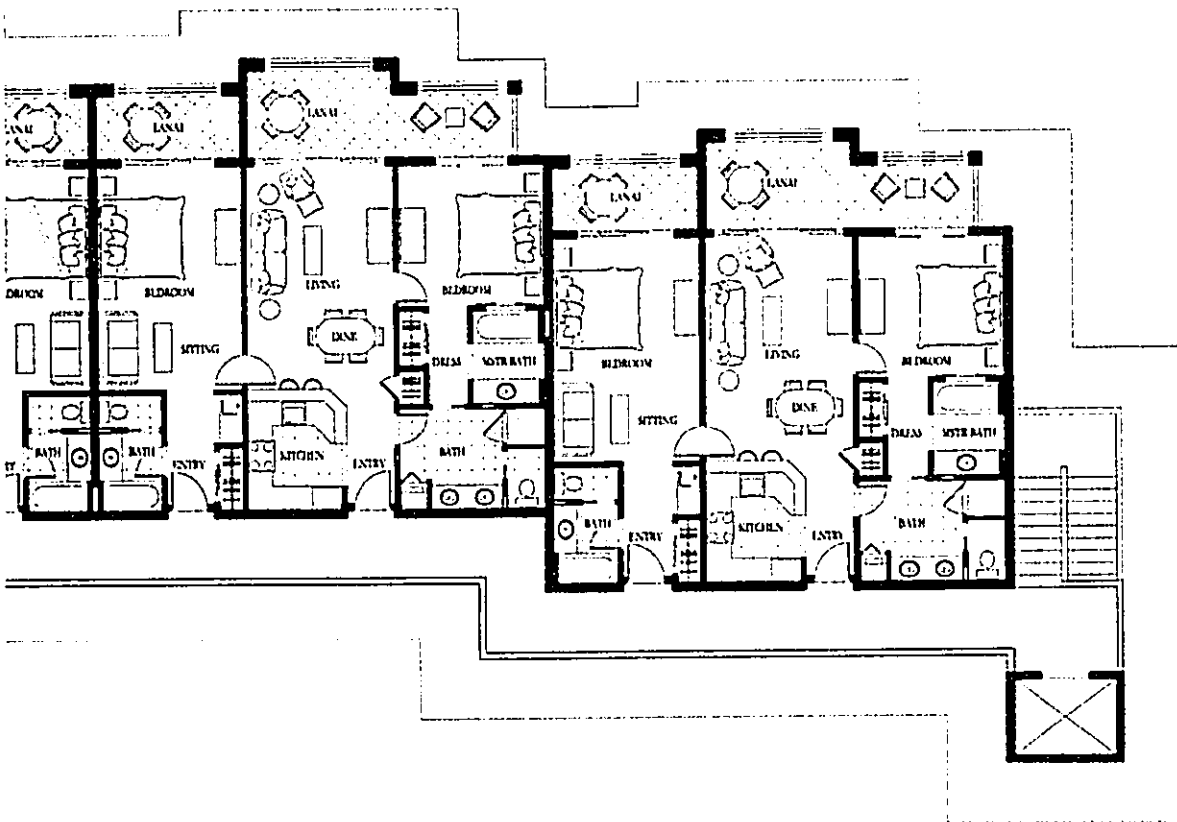 LANAI
LANAI
LANAI
LANAI
LANAI
BEDROOM
BEDROOM
LIVING
BEDROOM
SITTING
DINE
DRESS
MSTR BATH
BEDROOM
LIVING
BEDROOM
SITTING
DINE
DRESS
MSTR BATH
BATH
BATH
ENTRY
KITCHEN
ENTRY
BATH
BATH
ENTRY
KITCHEN
ENTRY
BATH